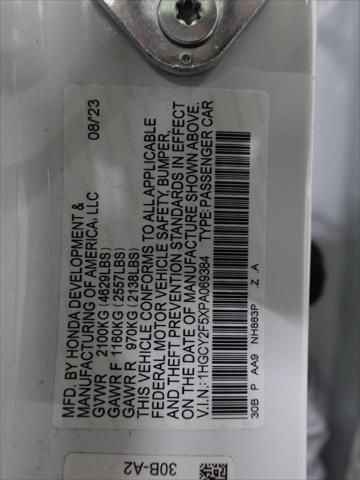 MFD. BY HONDA DEVELOPMENT & 08/'23
MANUFACTURING OF AMERICA, LLC
GVWR 2100KG (4629LBS)
GAWR F 1160KG (2557LBS)
GAWR R 970KG (2138LBS)
THIS VEHICLE CONFORMS TO ALL APPLICABLE
FEDERAL MOTOR VEHICLE SAFETY, BUMPER,
AND THEFT PREVENTION STANDARDS IN EFFECT
ON THE DATE OF MANUFACTURE SHOWN ABOVE.
V.I.N.: 1HGCY2F5XPA069384 TYPE:PASSENGER CAR
30B P AA9 NH883P .Z .A
30B-A2